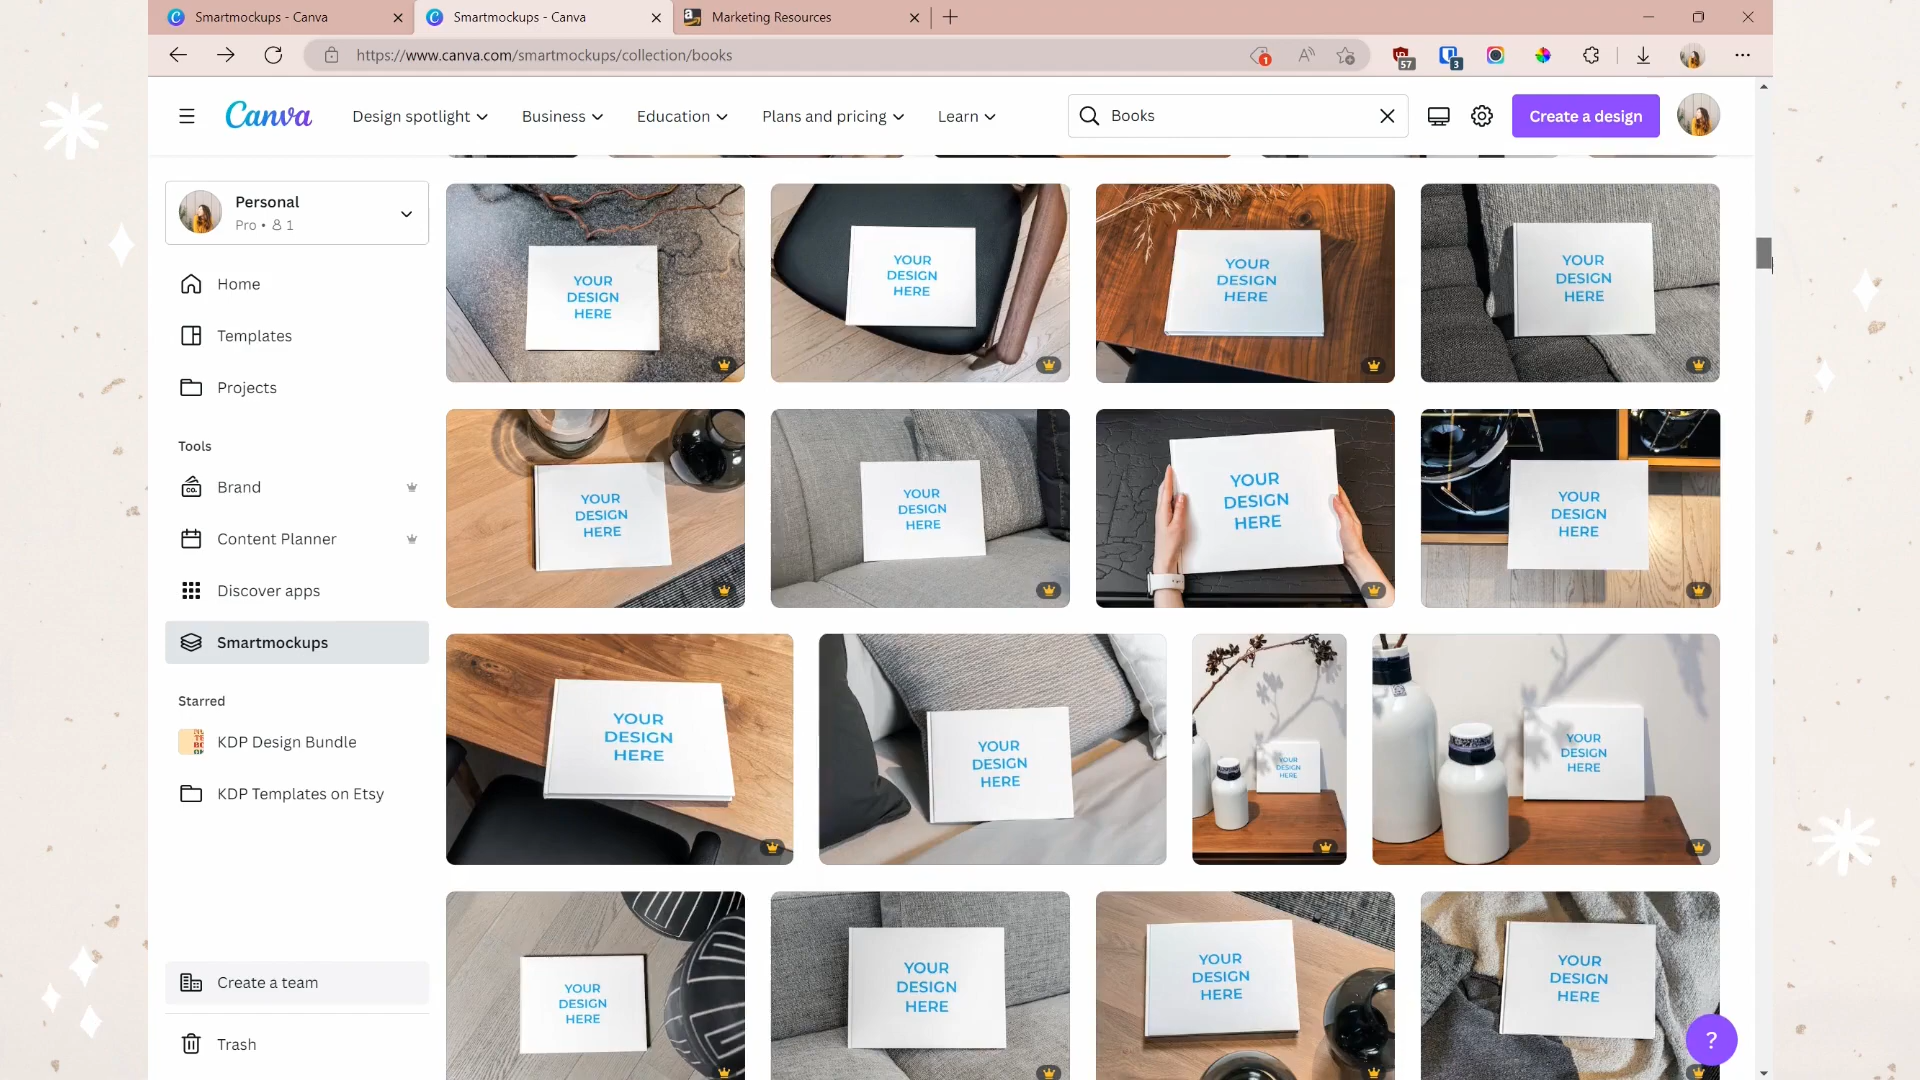 Smartmockups - Canva
Smartmockups - Canva
Marketing Resources
https://www.canva.com/smartmockups/collection/books
1
57
3
Canva
Design spotlight
Business
Education
Plans and pricing
Learn
Books
Create a design
Personal
Pro • 1
Home
Templates
Projects
Tools
Brand
Content Planner
Discover apps
Smartmockups
Starred
KDP Design Bundle
KDP Templates on Etsy
Create a team
Trash
YOUR
DESIGN
HERE
YOUR
DESIGN
HERE
YOUR
DESIGN
HERE
YOUR
DESIGN
HERE
YOUR
DESIGN
HERE
YOUR
DESIGN
HERE
YOUR
DESIGN
HERE
YOUR
DESIGN
HERE
YOUR
DESIGN
HERE
YOUR
DESIGN
HERE
YOUR
DESIGN
HERE
YOUR
DESIGN
HERE
YOUR
DESIGN
HERE
YOUR
DESIGN
HERE
YOUR
DESIGN
HERE
YOUR
DESIGN
HERE
?